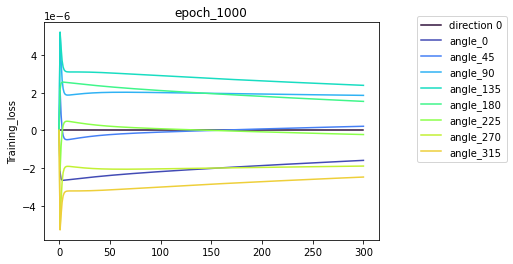 epoch_1000
1e-6
Training_loss
4
2
0
−2
−4
0
50
100
150
200
250
300
direction 0
angle_0
angle_45
angle_90
angle_135
angle_180
angle_225
angle_270
angle_315